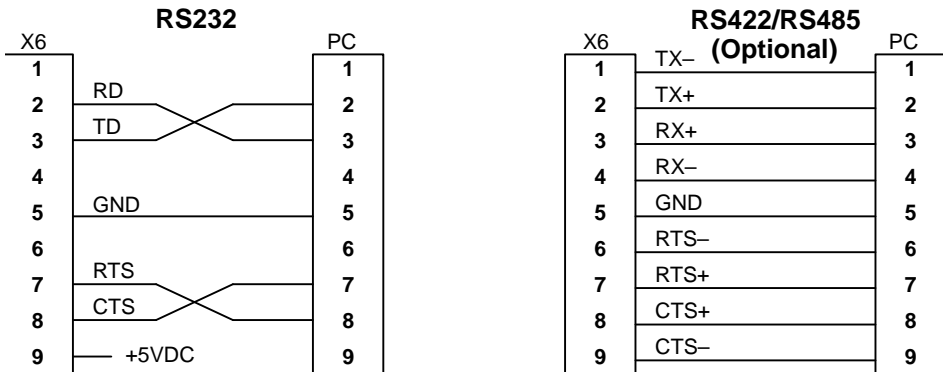 RS232
X6 PC
1 1
2 RD 2
3 TD 3
4 4
5 GND 5
6 6
7 RTS 7
8 CTS 8
9 +5VDC 9
RS422/RS485
(Optional)
X6 PC
1 TX– 1
2 TX+ 2
3 RX+ 3
4 RX– 4
5 GND 5
6 RTS– 6
7 RTS+ 7
8 CTS+ 8
9 CTS– 9